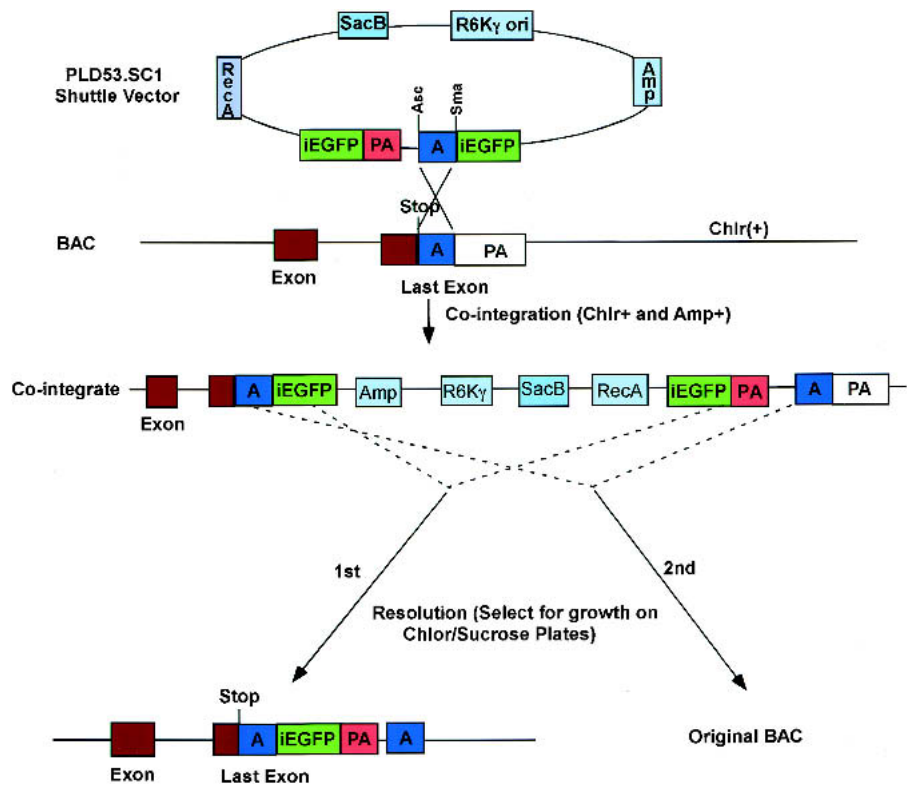 SacB
R6Kγ ori
RecA
Amp
PLD53.SC1
Shuttle Vector
Asc
Sma
iEGFP PA A iEGFP
Stop
BAC
A PA
Chlr(+)
Exon
Last Exon
Co-integration (Chlr+ and Amp+)
Co-integrate
A iEGFP Amp R6Kγ SacB RecA iEGFP PA A PA
Exon
1st
2nd
Resolution (Select for growth on
Chlor/Sucrose Plates)
Stop
A iEGFP PA A
Original BAC
Exon
Last Exon